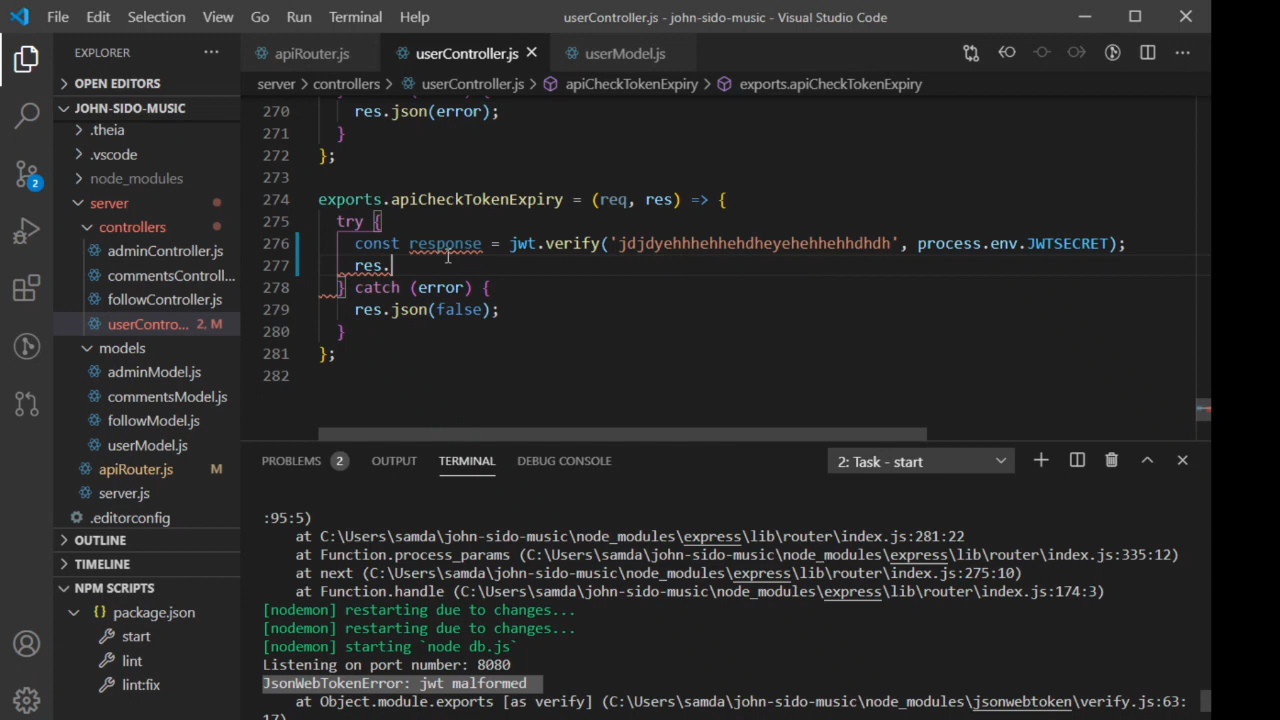 File Edit Selection View Go Run Terminal Help userController.js - john-sido-music - Visual Studio Code
EXPLORER ··· apiRouter.js userController.js userModel.js ···
OPEN EDITORS
server > controllers > userController.js > apiCheckTokenExpiry > exports.apiCheckTokenExpiry
JOHN-SIDO-MUSIC
.theia
.vscode
node_modules
server
controllers
adminController.js
commentsControll...
followController.js
userContro... 2, M
models
adminModel.js
commentsModel.js
followModel.js
userModel.js
apiRouter.js M
server.js
.editorconfig
OUTLINE
TIMELINE
NPM SCRIPTS
package.json
start
lint
lint:fix
2
270 res.json(error);
271 }
272 };
273
274 exports.apiCheckTokenExpiry = (req, res) => {
275 try {
276 const response = jwt.verify('jdjdyehhhehhehdheyehehhehhdhdh', process.env.JWTSECRET);
277 res.
278 } catch (error) {
279 res.json(false);
280 }
281 };
282
PROBLEMS 2 OUTPUT TERMINAL DEBUG CONSOLE 2: Task - start
:95:5)
at C:\Users\samda\john-sido-music\node_modules\express\lib\router\index.js:281:22
at Function.process_params (C:\Users\samda\john-sido-music\node_modules\express\lib\router\index.js:335:12)
at next (C:\Users\samda\john-sido-music\node_modules\express\lib\router\index.js:275:10)
at Function.handle (C:\Users\samda\john-sido-music\node_modules\express\lib\router\index.js:174:3)
[nodemon] restarting due to changes...
[nodemon] restarting due to changes...
[nodemon] starting `node db.js`
Listening on port number: 8080
JsonWebTokenError: jwt malformed
at Object.module.exports [as verify] (C:\Users\samda\john-sido-music\node_modules\jsonwebtoken\verify.js:63:
17)